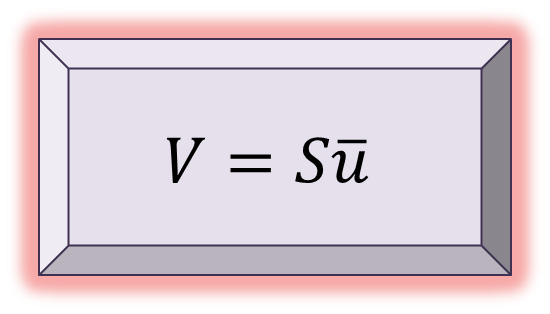 V = Sū